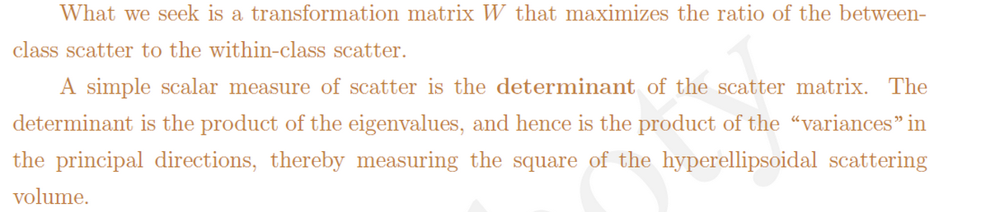 What we seek is a transformation matrix W that maximizes the ratio of the between-
class scatter to the within-class scatter.
A simple scalar measure of scatter is the determinant of the scatter matrix. The
determinant is the product of the eigenvalues, and hence is the product of the “variances” in
the principal directions, thereby measuring the square of the hyperellipsoidal scattering
volume.